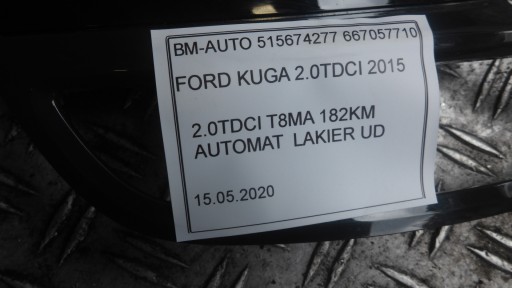 BM-AUTO 515674277 667057710
FORD KUGA 2.0TDCI 2015
2.0TDCI T8MA 182KM
AUTOMAT LAKIER UD
15.05.2020